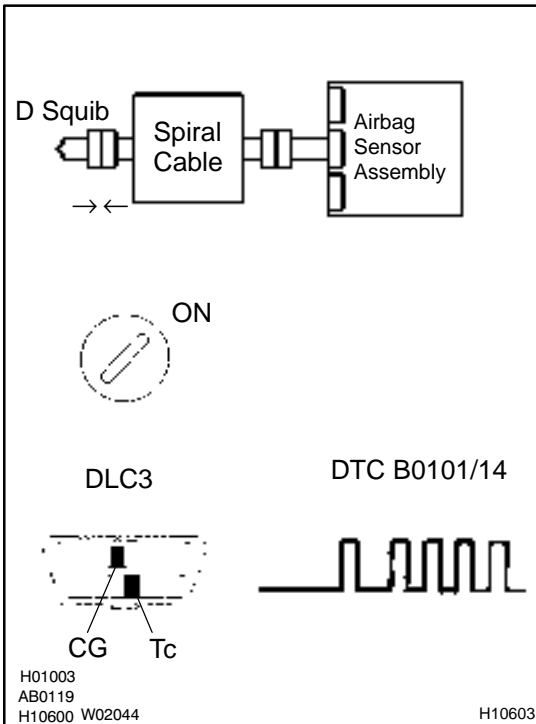 D Squib
Spiral
Cable
Airbag
Sensor
Assembly
ON
DLC3
DTC B0101/14
CG
Tc
H01003
AB0119
H10600 W02044
H10603